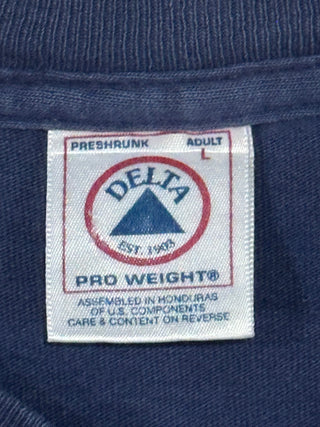 PRESHRUNK ADULT
L
DELTA
EST. 1903
PRO WEIGHT®
ASSEMBLED IN HONDURAS
OF U.S. COMPONENTS
CARE & CONTENT ON REVERSE